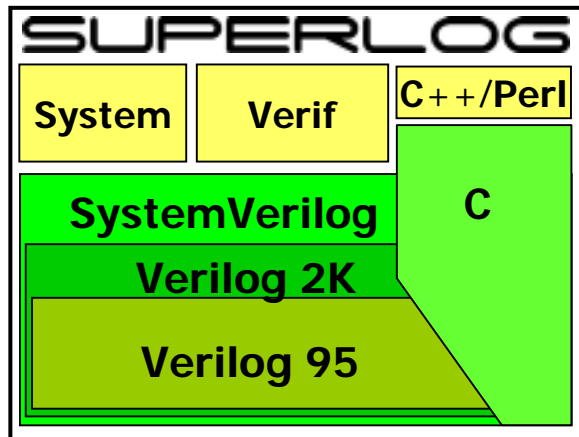 SUPERLOG
System
Verif
C++/Perl
SystemVerilog
C
Verilog 2K
Verilog 95